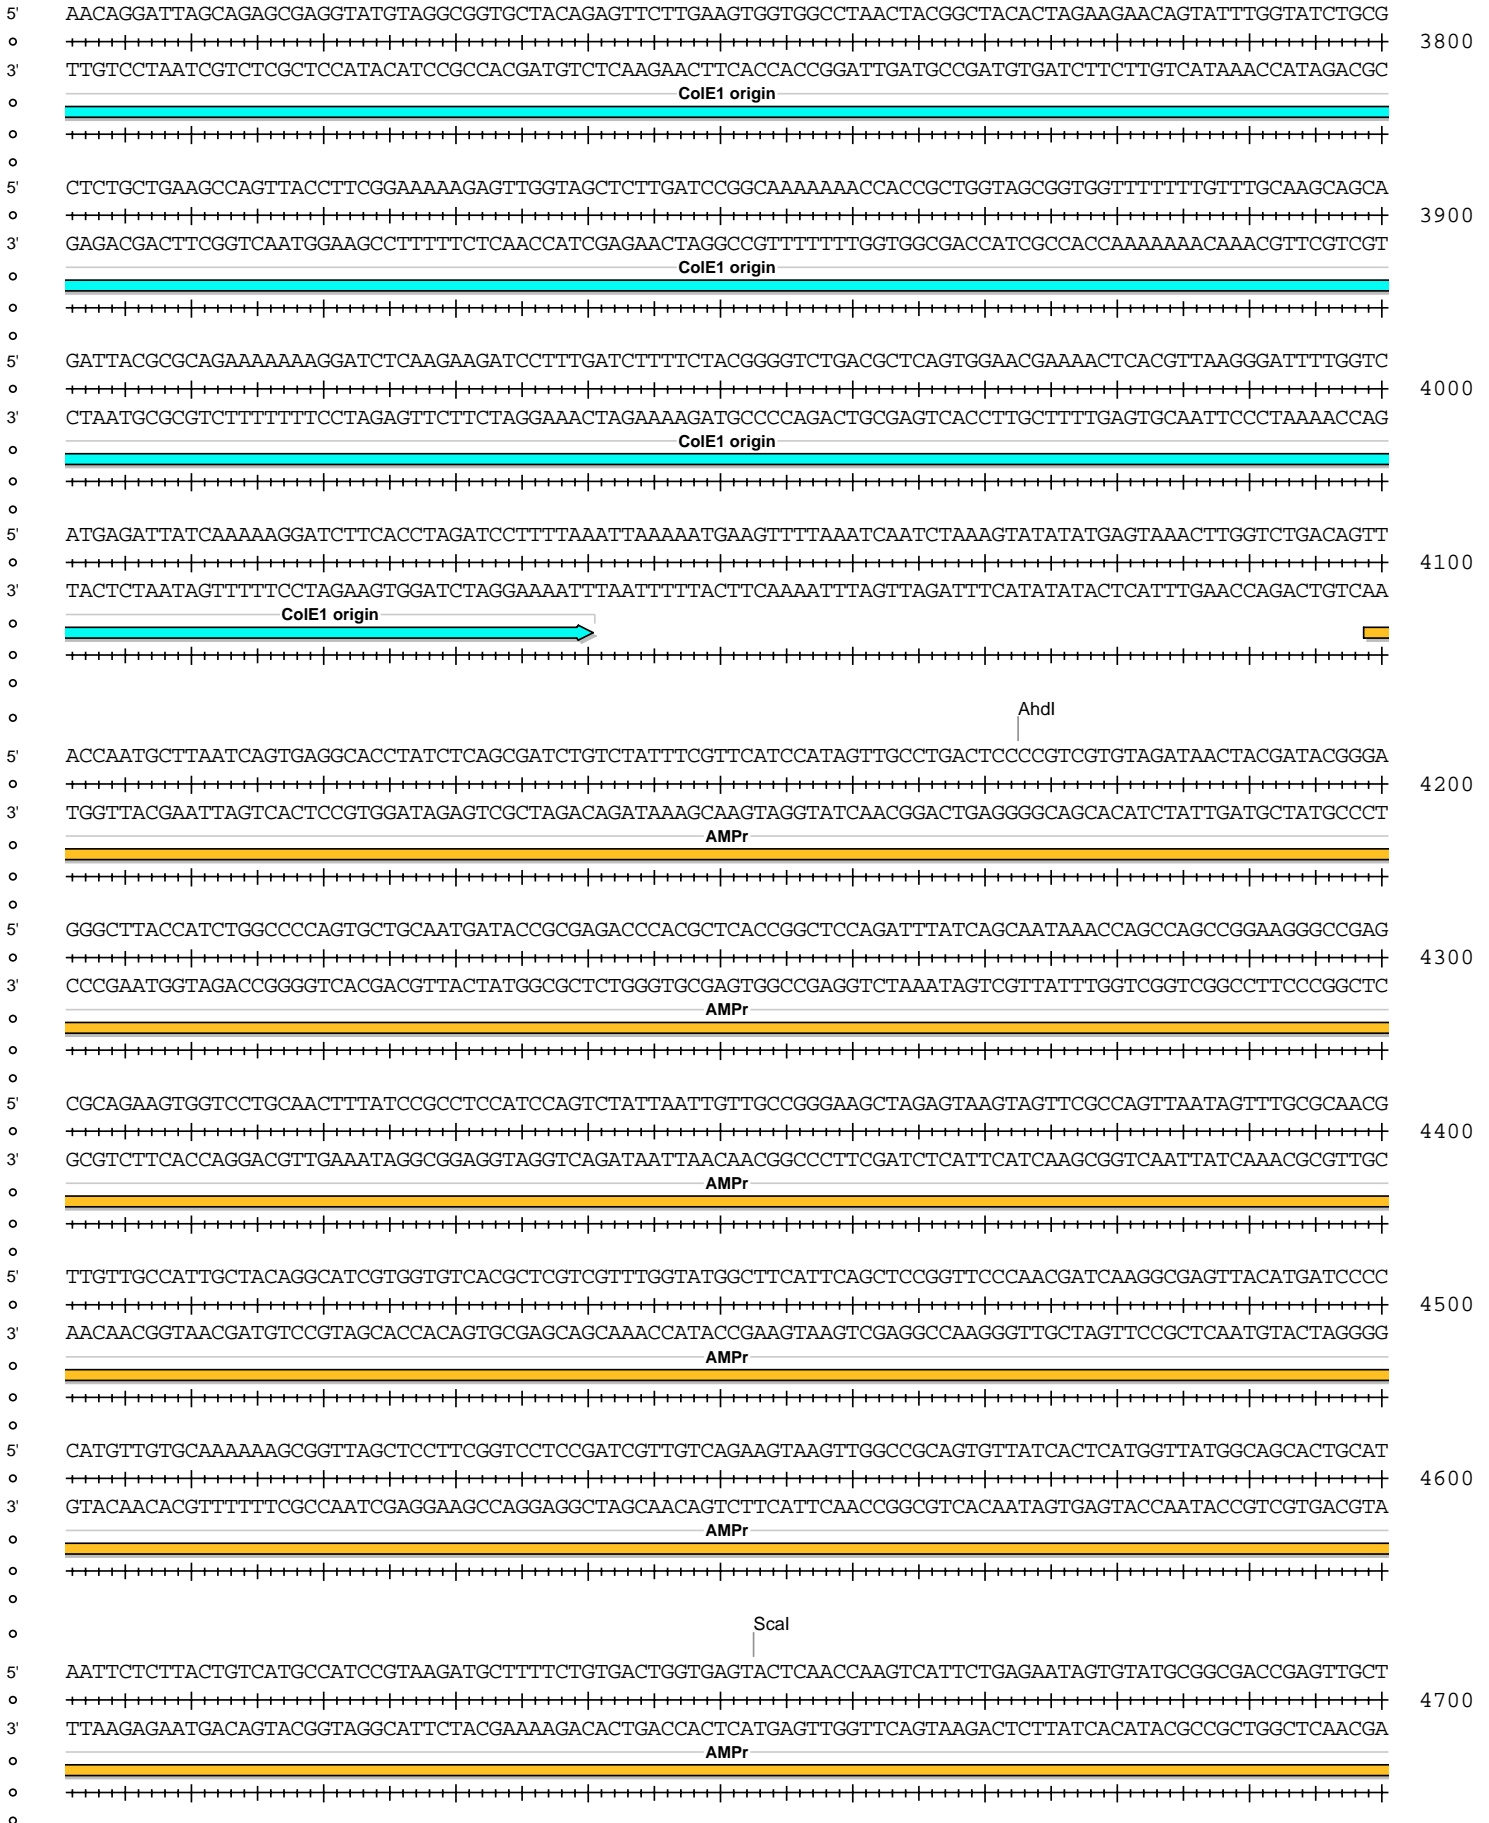 5' AACAGGATTAGCAGAGCGAGGTATGTAGGCGGTGCTACAGAGTTCTTGAAGTGGTGGCCTAACTACGGCTACACTAGAAGAACAGTATTTGGTATCTGCG
3800
3' TTGTCCTAATCGTCTCGCTCCATACATCCGCCACGATGTCTCAAGAACTTCACCACCGGATTGATGCCGATGTGATCTTCTTGTCATAAACCATAGACGC
ColE1 origin
5' CTCTGCTGAAGCCAGTTACCTTCGGAAAAAGAGTTGGTAGCTCTTGATCCGGCAAAAAAACCACCGCTGGTAGCGGTGGTTTTTTTGTTTGCAAGCAGCA
3900
3' GAGACGACTTCGGTCAATGGAAGCCTTTTTCTCAACCATCGAGAACTAGGCCGTTTTTTTGGTGGCGACCATCGCCACCAAAAAAACAAACGTTCGTCGT
ColE1 origin
5' GATTACGCGCAGAAAAAAAGGATCTCAAGAAGATCCTTTGATCTTTTCTACGGGGTCTGACGCTCAGTGGAACGAAAACTCACGTTAAGGGATTTTGGTC
4000
3' CTAATGCGCGTCTTTTTTTCCTAGAGTTCTTCTAGGAAACTAGAAAAGATGCCCCAGACTGCGAGTCACCTTGCTTTTGAGTGCAATTCCCTAAAACCAG
ColE1 origin
5' ATGAGATTATCAAAAAGGATCTTCACCTAGATCCTTTTAAATTAAAAATGAAGTTTTAAATCAATCTAAAGTATATATGAGTAAACTTGGTCTGACAGTT
4100
3' TACTCTAATAGTTTTTCCTAGAAGTGGATCTAGGAAAATTTAATTTTTACTTCAAAATTTAGTTAGATTTCATATATACTCATTTGAACCAGACTGTCAA
ColE1 origin
AhdI
5' ACCAATGCTTAATCAGTGAGGCACCTATCTCAGCGATCTGTCTATTTCGTTCATCCATAGTTGCCTGACTCCCCGTCGTGTAGATAACTACGATACGGGA
4200
3' TGGTTACGAATTAGTCACTCCGTGGATAGAGTCGCTAGACAGATAAAGCAAGTAGGTATCAACGGACTGAGGGGCAGCACATCTATTGATGCTATGCCCT
AMPr
5' GGGCTTACCATCTGGCCCCAGTGCTGCAATGATACCGCGAGACCCACGCTCACCGGCTCCAGATTTATCAGCAATAAACCAGCCAGCCGGAAGGGCCGAG
4300
3' CCCGAATGGTAGACCGGGGTCACGACGTTACTATGGCGCTCTGGGTGCGAGTGGCCGAGGTCTAAATAGTCGTTATTTGGTCGGTCGGCCTTCCCGGCTC
AMPr
5' CGCAGAAGTGGTCCTGCAACTTTATCCGCCTCCATCCAGTCTATTAATTGTTGCCGGGAAGCTAGAGTAAGTAGTTCGCCAGTTAATAGTTTGCGCAACG
4400
3' GCGTCTTCACCAGGACGTTGAAATAGGCGGAGGTAGGTCAGATAATTAACAACGGCCCTTCGATCTCATTCATCAAGCGGTCAATTATCAAACGCGTTGC
AMPr
5' TTGTTGCCATTGCTACAGGCATCGTGGTGTCACGCTCGTCGTTTGGTATGGCTTCATTCAGCTCCGGTTCCCAACGATCAAGGCGAGTTACATGATCCCC
4500
3' AACAACGGTAACGATGTCCGTAGCACCACAGTGCGAGCAGCAAACCATACCGAAGTAAGTCGAGGCCAAGGGTTGCTAGTTCCGCTCAATGTACTAGGGG
AMPr
5' CATGTTGTGCAAAAAAGCGGTTAGCTCCTTCGGTCCTCCGATCGTTGTCAGAAGTAAGTTGGCCGCAGTGTTATCACTCATGGTTATGGCAGCACTGCAT
4600
3' GTACAACACGTTTTTTCGCCAATCGAGGAAGCCAGGAGGCTAGCAACAGTCTTCATTCAACCGGCGTCACAATAGTGAGTACCAATACCGTCGTGACGTA
AMPr
ScaI
5' AATTCTCTTACTGTCATGCCATCCGTAAGATGCTTTTCTGTGACTGGTGAGTACTCAACCAAGTCATTCTGAGAATAGTGTATGCGGCGACCGAGTTGCT
4700
3' TTAAGAGAATGACAGTACGGTAGGCATTCTACGAAAAGACACTGACCACTCATGAGTTGGTTCAGTAAGACTCTTATCACATACGCCGCTGGCTCAACGA
AMPr